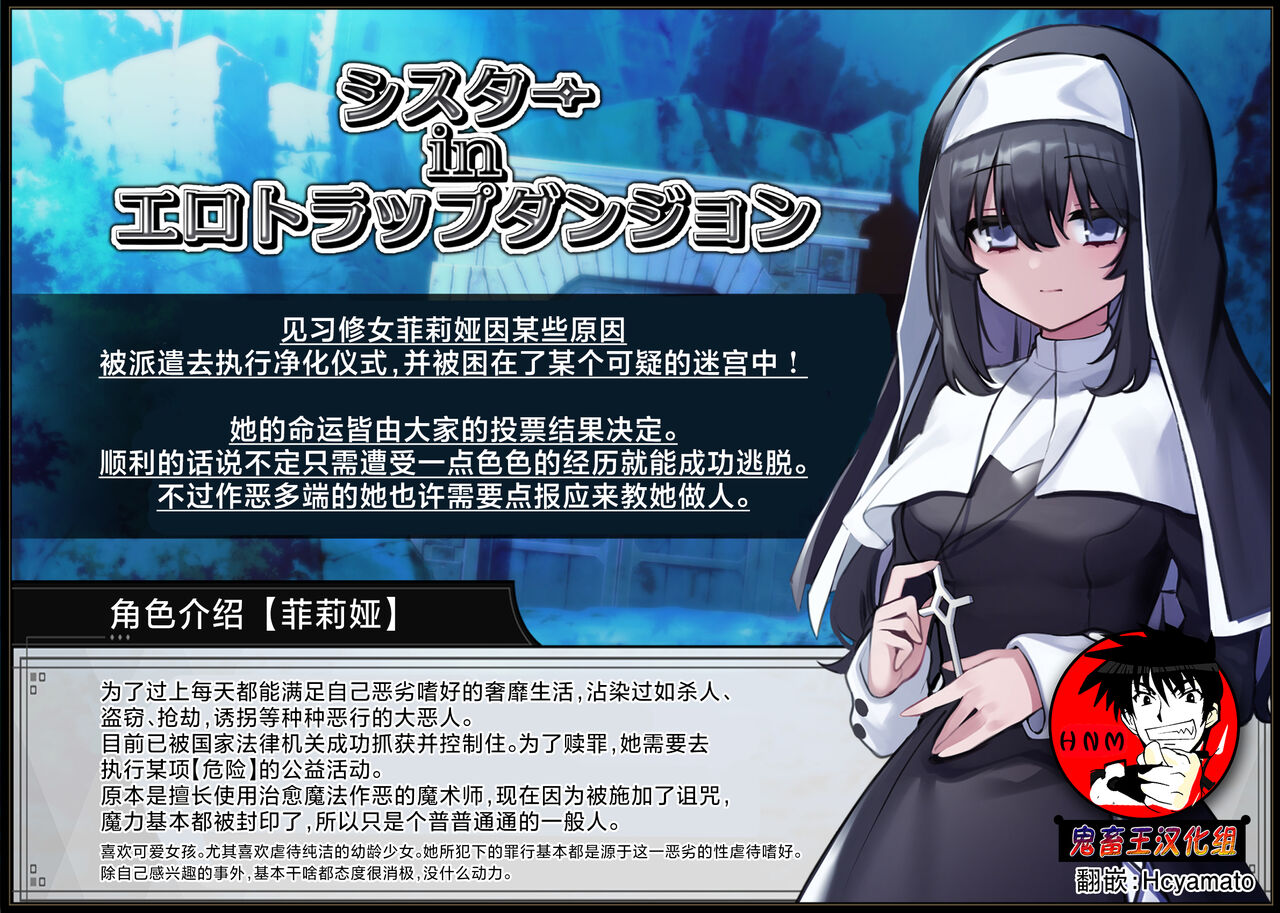 シスター
in
エロトラップダンジョン
见习修女菲莉娅因某些原因
被派遣去执行净化仪式,并被困在了某个可疑的迷宫中！
她的命运皆由大家的投票结果决定。
顺利的话说不定只需遭受一点色色的经历就能成功逃脱。
不过作恶多端的她也许需要点报应来教她做人。
角色介绍【菲莉娅】
为了过上每天都能满足自己恶劣嗜好的奢靡生活,沾染过如杀人、
盗窃、抢劫,诱拐等种种恶行的大恶人。
目前已被国家法律机关成功抓获并控制住。为了赎罪,她需要去
执行某项【危险】的公益活动。
原本是擅长使用治愈魔法作恶的魔术师,现在因为被施加了诅咒,
魔力基本都被封印了,所以只是个普普通通的一般人。
喜欢可爱女孩。尤其喜欢虐待纯洁的幼龄少女。她所犯下的罪行基本都是源于这一恶劣的性虐待嗜好。
除自己感兴趣的事外,基本干啥都态度很消极,没什么动力。
HNM
鬼畜王汉化组
翻嵌:Hcyamato